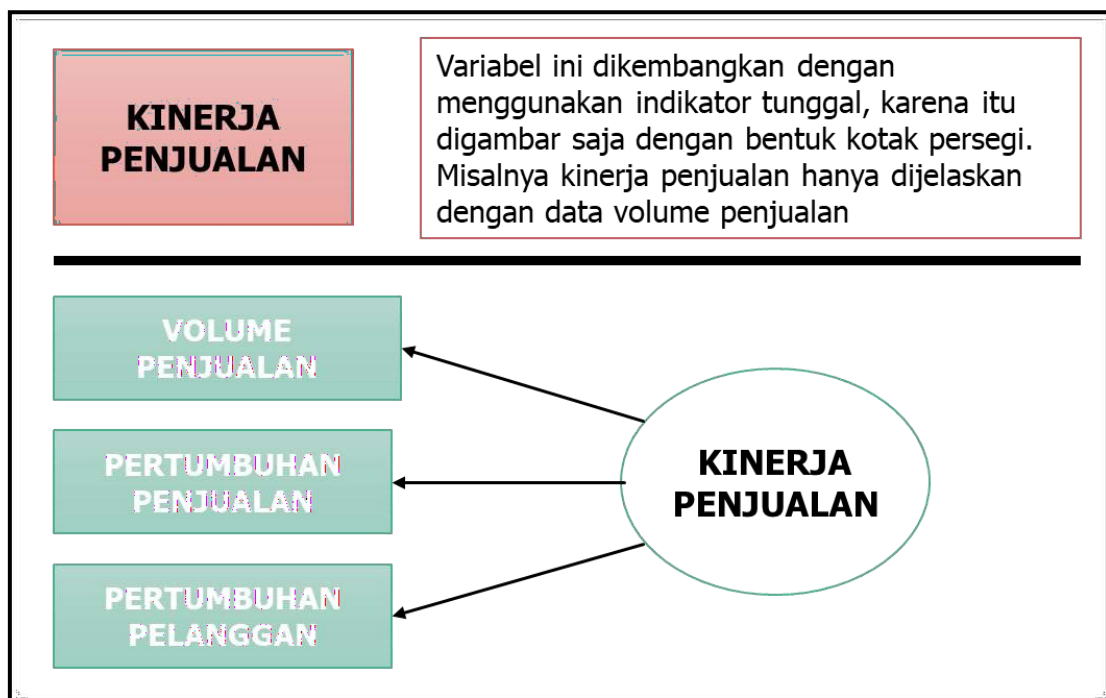 KINERJA
PENJUALAN
Variabel ini dikembangkan dengan
menggunakan indikator tunggal, karena itu
digambar saja dengan bentuk kotak persegi.
Misalnya kinerja penjualan hanya dijelaskan
dengan data volume penjualan
VOLUME
PENJUALAN
PERTUMBUHAN
PENJUALAN
PERTUMBUHAN
PELANGGAN
KINERJA
PENJUALAN